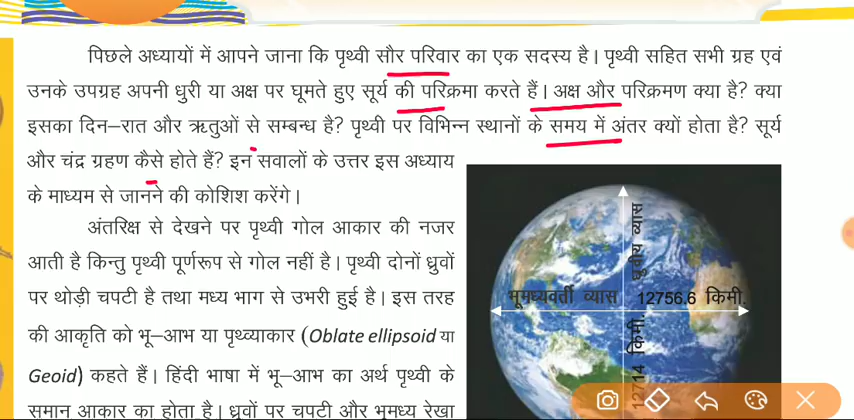 पिछले अध्यायों में आपने जाना कि पृथ्वी सौर परिवार का एक सदस्य है। पृथ्वी सहित सभी ग्रह एवं
उनके उपग्रह अपनी धुरी या अक्ष पर घूमते हुए सूर्य की परिक्रमा करते हैं। अक्ष और परिक्रमण क्या है? क्या
इसका दिन–रात और ऋतुओं से सम्बन्ध है? पृथ्वी पर विभिन्न स्थानों के समय में अंतर क्यों होता है? सूर्य
और चंद्र ग्रहण कैसे होते हैं? इन सवालों के उत्तर इस अध्याय
के माध्यम से जानने की कोशिश करेंगे।
अंतरिक्ष से देखने पर पृथ्वी गोल आकार की नजर
आती है किन्तु पृथ्वी पूर्णरूप से गोल नहीं है। पृथ्वी दोनों ध्रुवों
पर थोड़ी चपटी है तथा मध्य भाग से उभरी हुई है। इस तरह
की आकृति को भू–आभ या पृथ्व्याकार (Oblate ellipsoid या
Geoid) कहते हैं। हिंदी भाषा में भू–आभ का अर्थ पृथ्वी के
समान आकार का होता है। ध्रुवों पर चपटी और भूमध्य रेखा
ध्रुवीय व्यास
भूमध्यवर्ती व्यास 12756.6 किमी.
12714 किमी.